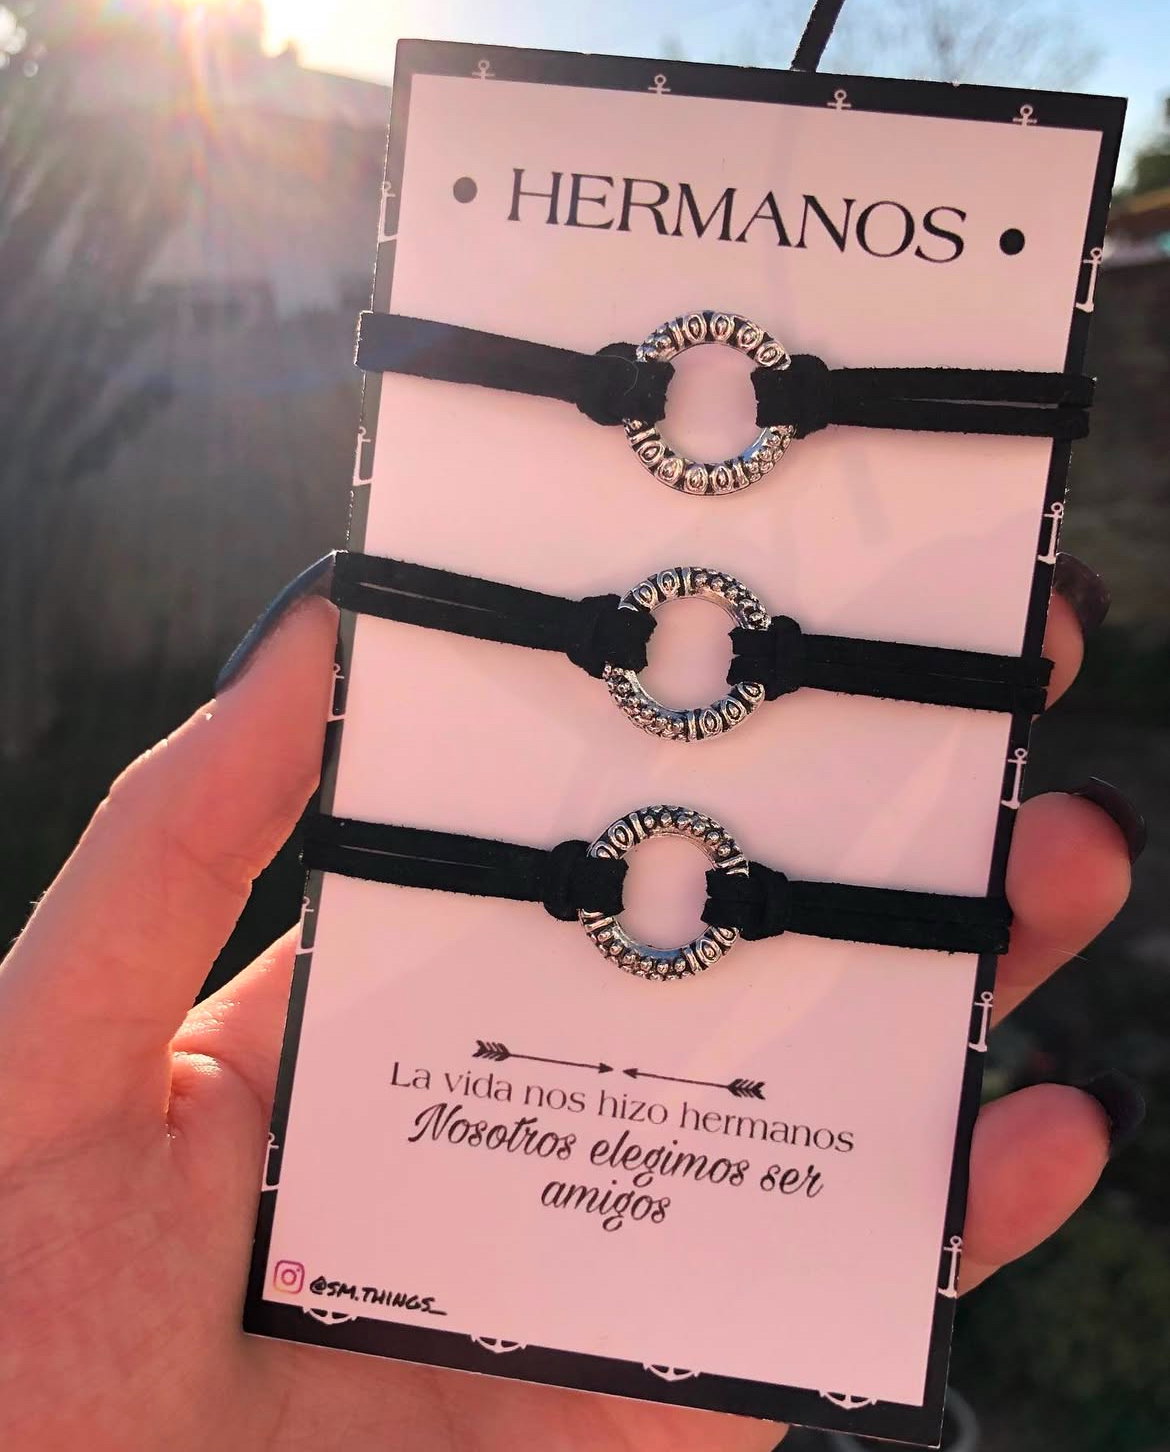 • HERMANOS •
La vida nos hizo hermanos
Nosotros elegimos ser
amigos
@SM.THINGS_